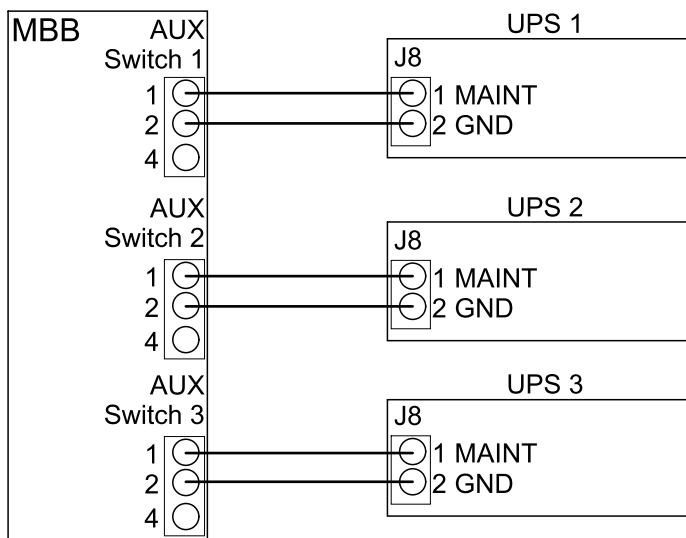 MBB
AUX
Switch 1
1
2
4
UPS 1
J8
1 MAINT
2 GND
AUX
Switch 2
1
2
4
UPS 2
J8
1 MAINT
2 GND
AUX
Switch 3
1
2
4
UPS 3
J8
1 MAINT
2 GND